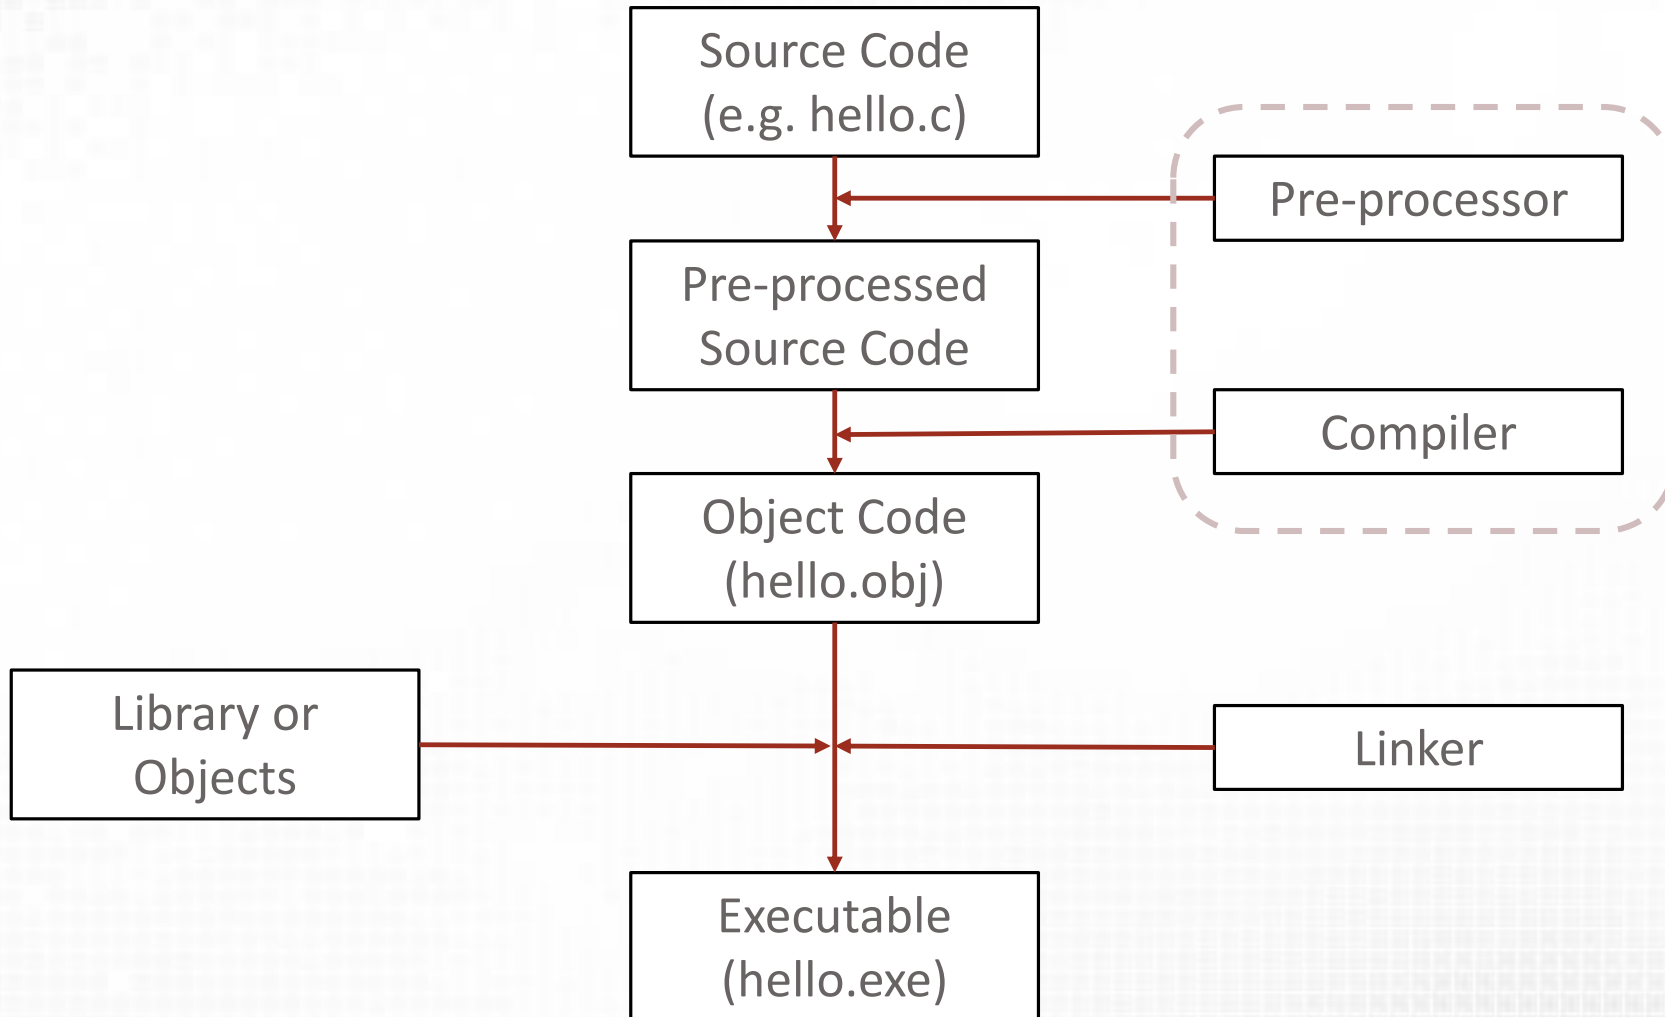 Source Code
(e.g. hello.c)
Pre-processor
Pre-processed
Source Code
Compiler
Object Code
(hello.obj)
Library or
Objects
Linker
Executable
(hello.exe)